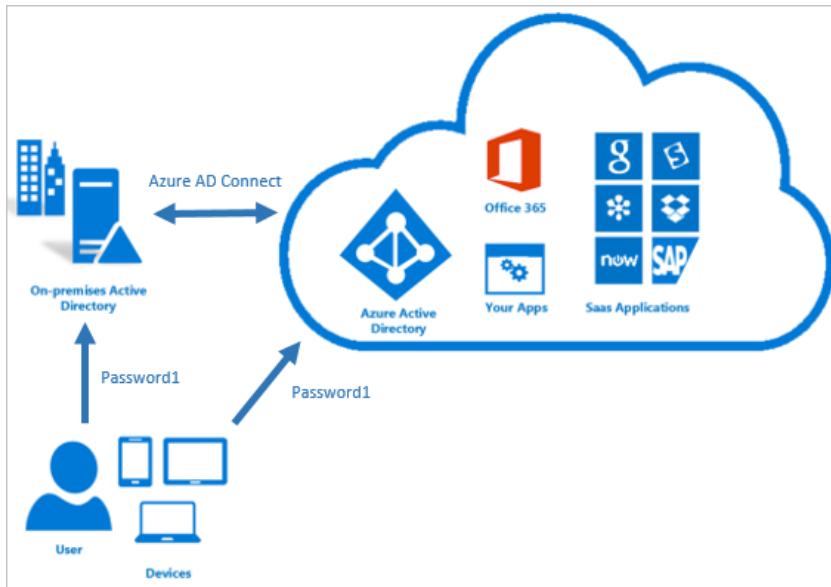 Azure AD Connect
On-premises Active
Directory
Office 365
g
S
now
SAP
Azure Active
Directory
Your Apps
Saas Applications
Password1
Password1
User
Devices